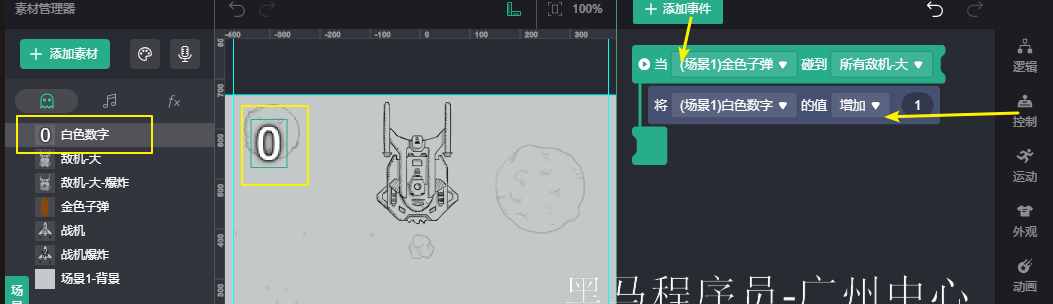 素材管理器
添加素材
fx
白色数字
敌机-大
敌机-大-爆炸
金色子弹
战机
战机爆炸
场景1-背景
场
100%
-400 -300 -200 -100 0 100 200 300
800
700
600
500
400
300
0
添加事件
当 (场景1)金色子弹 碰到 所有敌机-大
将 (场景1)白色数字 的值 增加 1
逻辑
控制
运动
外观
动画
黑马程序员-广州中心